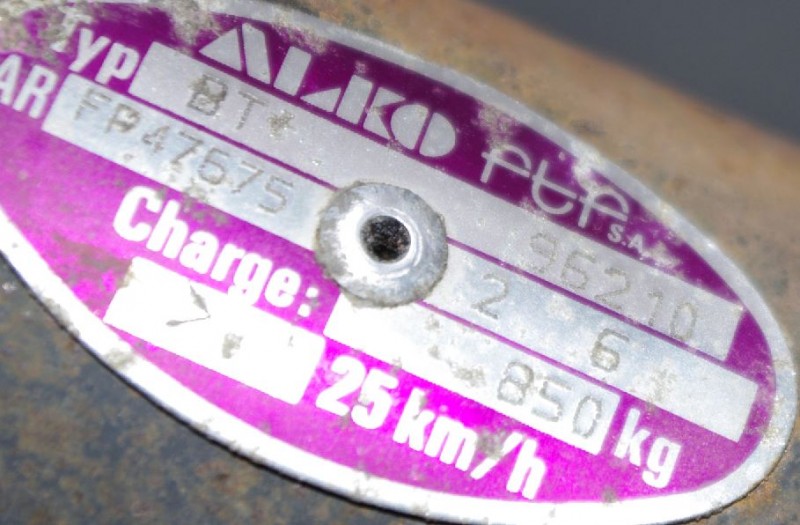 ALKO
FTF S.A.
Typ BT* 96210
AR FP47675 2 6
Charge: 850 kg
> 25 km/h